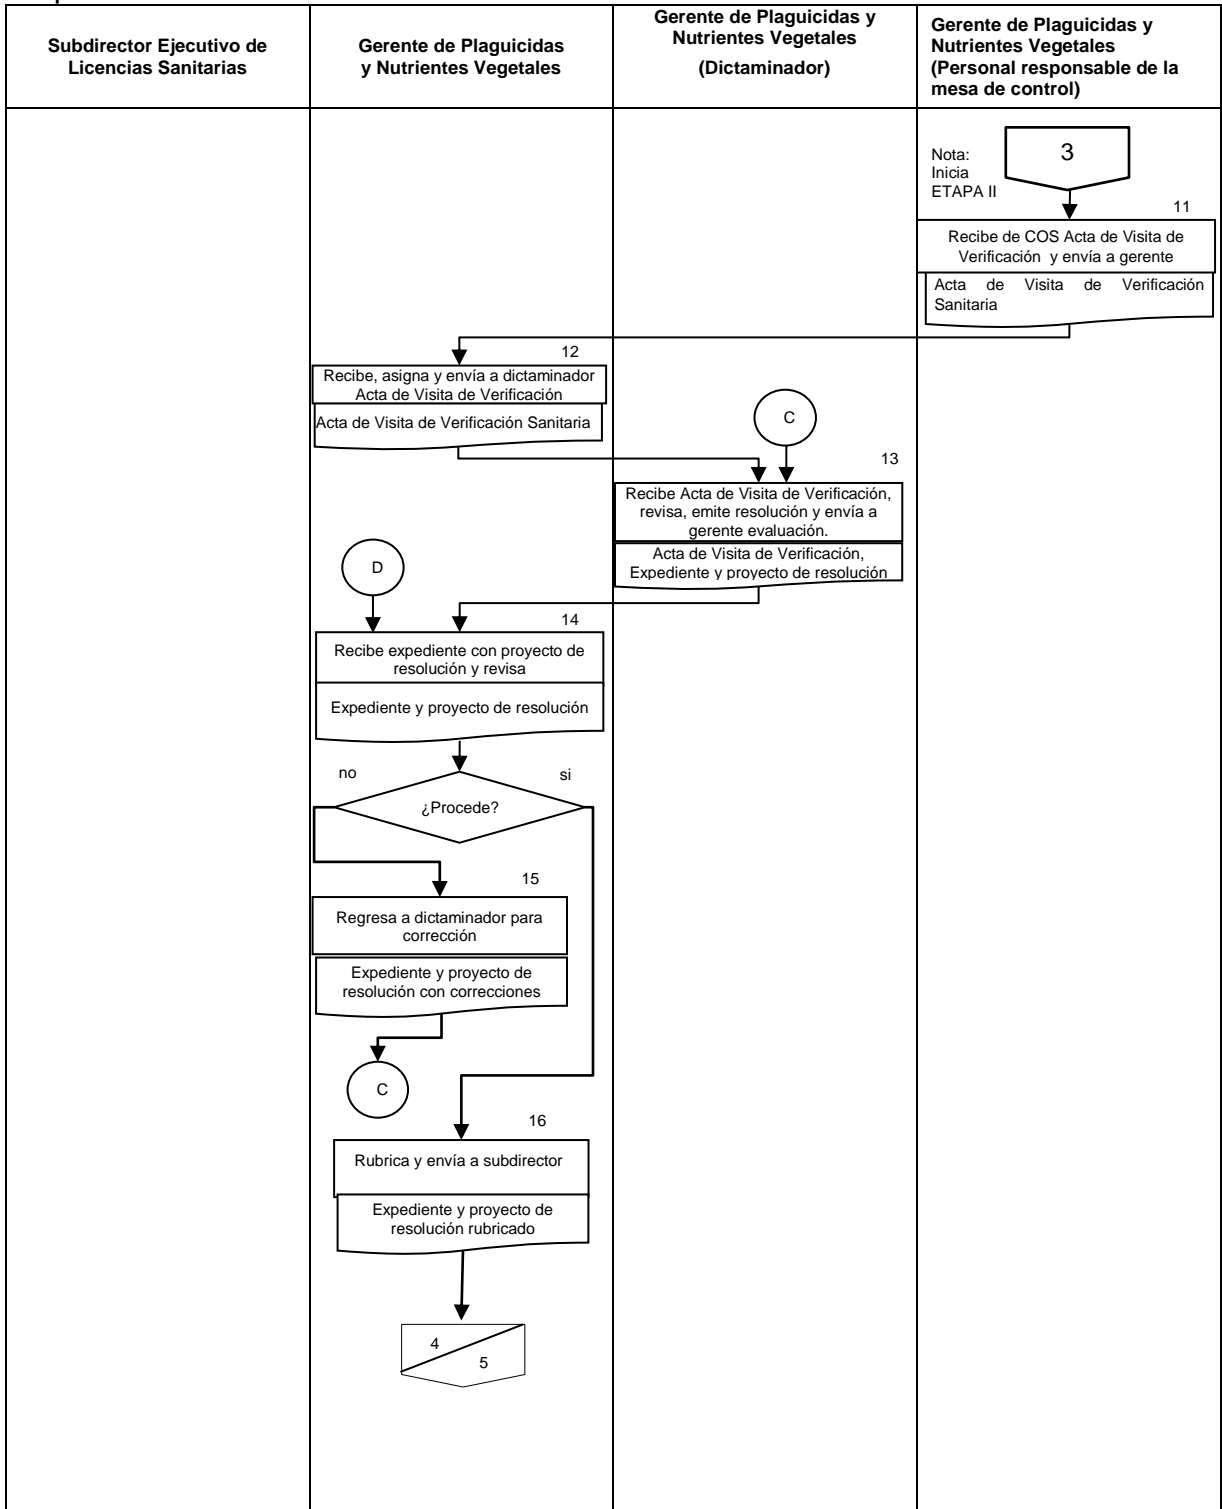 Subdirector Ejecutivo de
Licencias Sanitarias
Gerente de Plaguicidas
y Nutrientes Vegetales
Gerente de Plaguicidas y
Nutrientes Vegetales
(Dictaminador)
Gerente de Plaguicidas y
Nutrientes Vegetales
(Personal responsable de la
mesa de control)
Nota:
Inicia
ETAPA II
3
11
Recibe de COS Acta de Visita de
Verificación y envía a gerente
Acta de Visita de Verificación
Sanitaria
12
Recibe, asigna y envía a dictaminador
Acta de Visita de Verificación
Acta de Visita de Verificación Sanitaria
C
13
Recibe Acta de Visita de Verificación,
revisa, emite resolución y envía a
gerente evaluación.
Acta de Visita de Verificación,
Expediente y proyecto de resolución
D
14
Recibe expediente con proyecto de
resolución y revisa
Expediente y proyecto de resolución
no
si
¿Procede?
15
Regresa a dictaminador para
corrección
Expediente y proyecto de
resolución con correcciones
C
16
Rubrica y envía a subdirector
Expediente y proyecto de
resolución rubricado
4
5